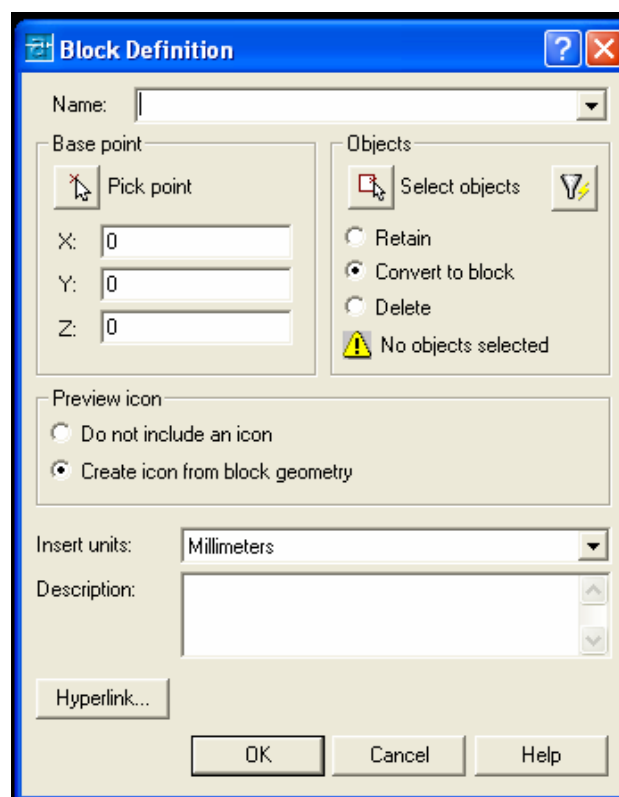 Block Definition
Name:
Base point
Pick point
X: 0
Y: 0
Z: 0
Objects
Select objects
Retain
Convert to block
Delete
No objects selected
Preview icon
Do not include an icon
Create icon from block geometry
Insert units: Millimeters
Description:
Hyperlink...
OK Cancel Help